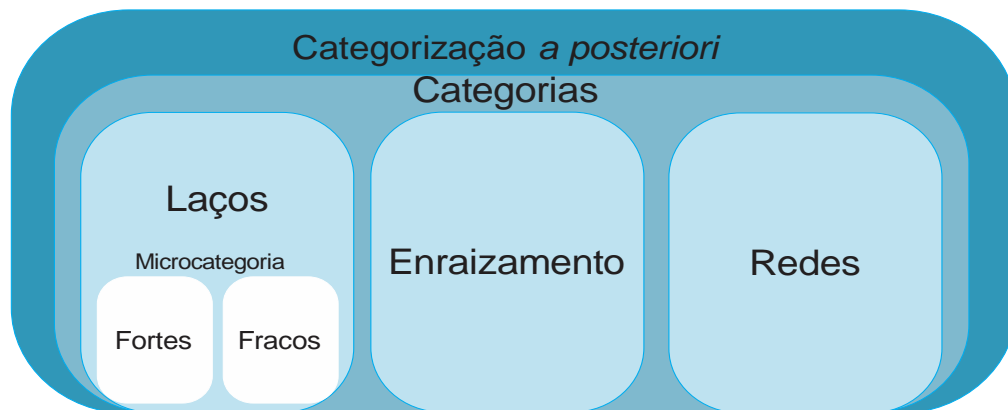 Categorização a posteriori
Categorias
Laços
Microcategoria
Fortes
Fracos
Enraizamento
Redes